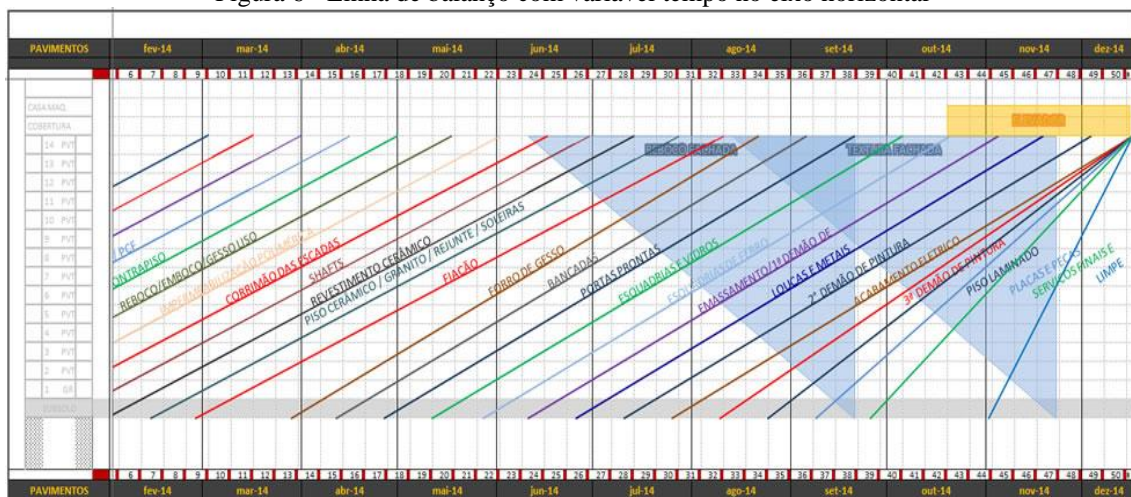 Figura 6 - Linha de balanço com variável tempo no eixo horizontal
PAVIMENTOS fev-14 mar-14 abr-14 mai-14 jun-14 jul-14 ago-14 set-14 out-14 nov-14 dez-14
6 7 8 9 10 11 12 13 14 15 16 17 18 19 20 21 22 23 24 25 26 27 28 29 30 31 32 33 34 35 36 37 38 39 40 41 42 43 44 45 46 47 48 49 50
CASA MAQ.
COBERTURA
14 PVT
13 PVT
12 PVT
11 PVT
10 PVT
9 PVT
8 PVT
7 PVT
6 PVT
5 PVT
4 PVT
3 PVT
2 PVT
1 GR
SUBSOLO
PCF
ONTRAPISO
REBOCO/EMBOCO/GESSO LISO
IMPERMEABILIZAÇÃO POLIMÉRICA
CORRIMÃO DAS ESCADAS
SHAFTS
REVESTIMENTO CERÂMICO
PISO CERÂMICO / GRANITO / REJUNTE / SOLEIRAS
FIAÇÃO
FORRO DE GESSO
BANCADAS
PORTAS PRONTAS
ESQUADRIAS E VIDROS
ESQUADRIAS DE FERRO
EMASSAMENTO/1ª DEMÃO DE
LOUCAS E METAIS
2ª DEMÃO DE PINTURA
ACABAMENTO ELETRICO
3ª DEMÃO DE PINTURA
PISO LAMINADO
PLACAS E PEÇAS
SERVIÇOS FINAIS E
LIMPE
REBOCO FACHADA
TEXTURA FACHADA
6 7 8 9 10 11 12 13 14 15 16 17 18 19 20 21 22 23 24 25 26 27 28 29 30 31 32 33 34 35 36 37 38 39 40 41 42 43 44 45 46 47 48 49 50
PAVIMENTOS fev-14 mar-14 abr-14 mai-14 jun-14 jul-14 ago-14 set-14 out-14 nov-14 dez-14